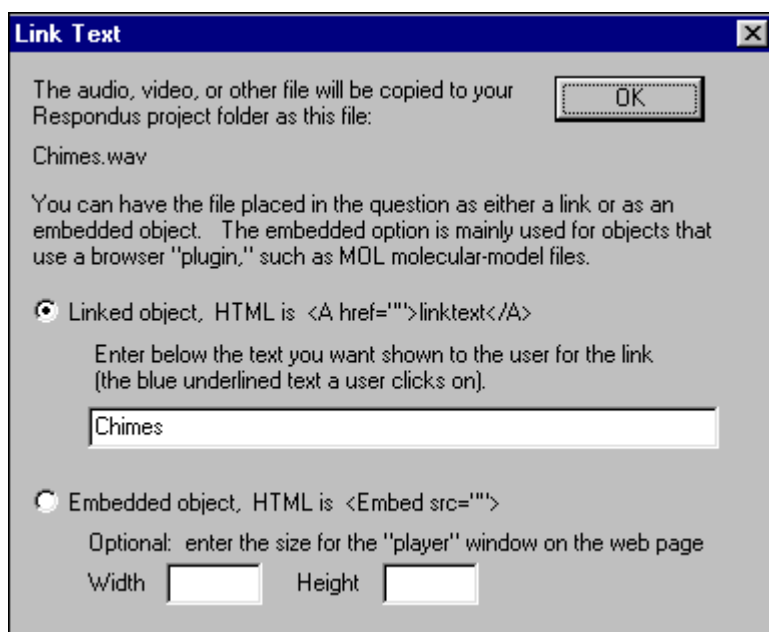 Link Text
The audio, video, or other file will be copied to your
Respondus project folder as this file:
OK
Chimes.wav
You can have the file placed in the question as either a link or as an
embedded object.   The embedded option is mainly used for objects that
use a browser "plugin," such as MOL molecular-model files.
Linked object,  HTML is  <A href="">linktext</A>
Enter below the text you want shown to the user for the link
(the blue underlined text a user clicks on).
Chimes
Embedded object,  HTML is  <Embed src="">
Optional:  enter the size for the "player" window on the web page
Width Height